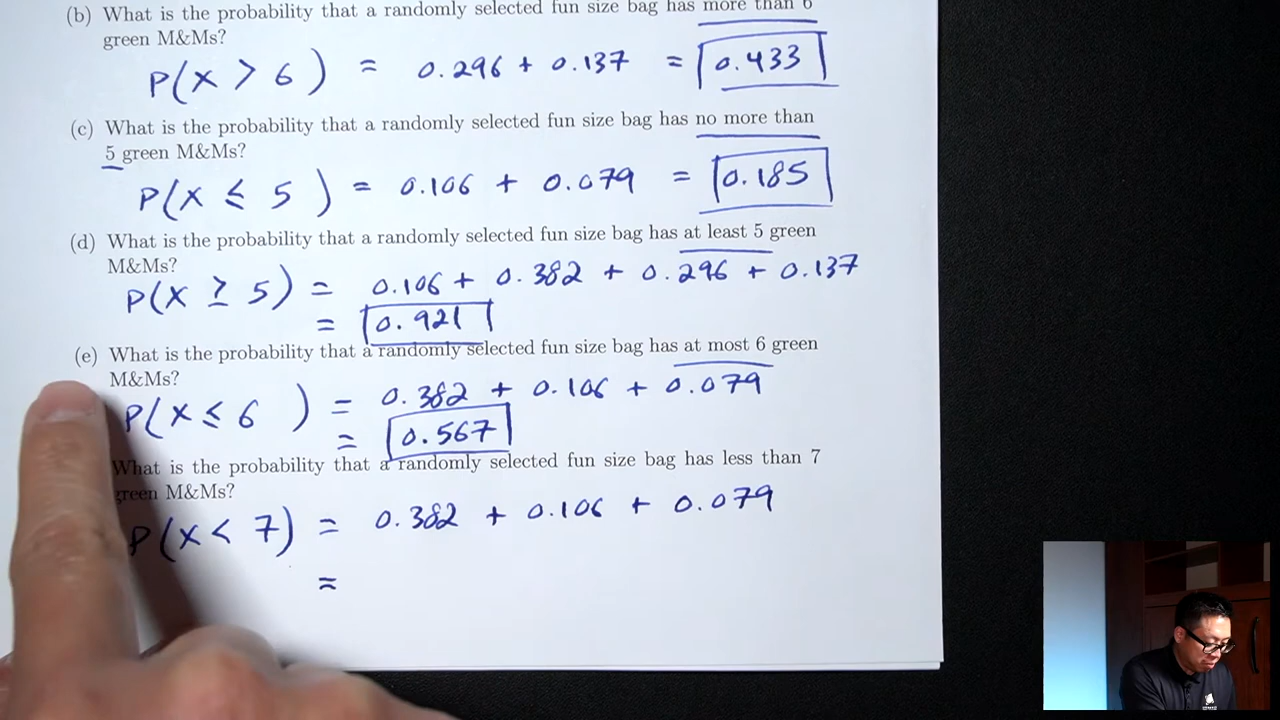 (b) What is the probability that a randomly selected fun size bag has more than 6
green M&Ms?
P(X > 6) = 0.296 + 0.137 = 0.433
(c) What is the probability that a randomly selected fun size bag has no more than
5 green M&Ms?
P(X ≤ 5) = 0.106 + 0.079 = 0.185
(d) What is the probability that a randomly selected fun size bag has at least 5 green
M&Ms?
P(X ≥ 5) = 0.106 + 0.382 + 0.296 + 0.137
= 0.921
(e) What is the probability that a randomly selected fun size bag has at most 6 green
M&Ms?
P(X ≤ 6) = 0.382 + 0.106 + 0.079
= 0.567
What is the probability that a randomly selected fun size bag has less than 7
green M&Ms?
P(X < 7) = 0.382 + 0.106 + 0.079
=